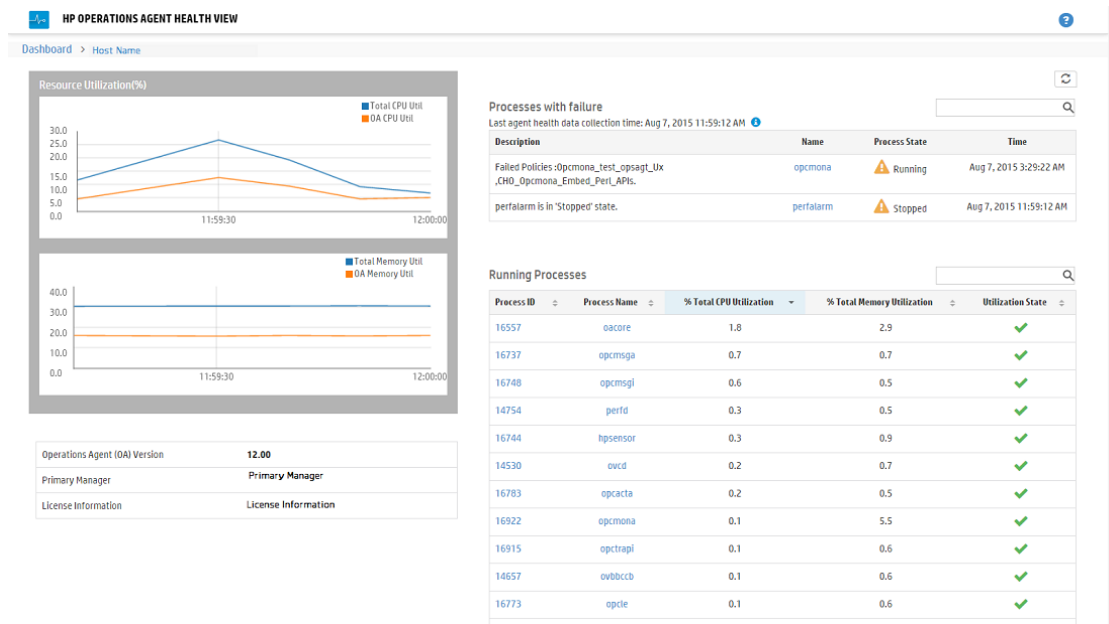 HP OPERATIONS AGENT HEALTH VIEW
?
Dashboard > Host Name
Resource Utilization(%)
Total CPU Util
OA CPU Util
30.0
25.0
20.0
15.0
10.0
5.0
0.0
11:59:30 12:00:00
Total Memory Util
OA Memory Util
40.0
30.0
20.0
10.0
0.0
11:59:30 12:00:00
Operations Agent (OA) Version 12.00
Primary Manager Primary Manager
License Information License Information
Processes with failure
Last agent health data collection time: Aug 7, 2015 11:59:12 AM i
Description Name Process State Time
Failed Policies :Opcmona_test_opsagt_Ux opcmona Running Aug 7, 2015 3:29:22 AM
,CHO_Opcmona_Embed_Perl_APIs.
perfalarm is in 'Stopped' state. perfalarm Stopped Aug 7, 2015 11:59:12 AM
Running Processes
Process ID Process Name % Total CPU Utilization % Total Memory Utilization Utilization State
16557 oacore 1.8 2.9
16737 opcmsga 0.7 0.7
16748 opcmsgi 0.6 0.5
14754 perfd 0.3 0.5
16744 hpsensor 0.3 0.9
14530 ovcd 0.2 0.7
16783 opcacta 0.2 0.5
16922 opcmona 0.1 5.5
16915 opctrapi 0.1 0.6
14657 ovbbccb 0.1 0.6
16773 opcle 0.1 0.6